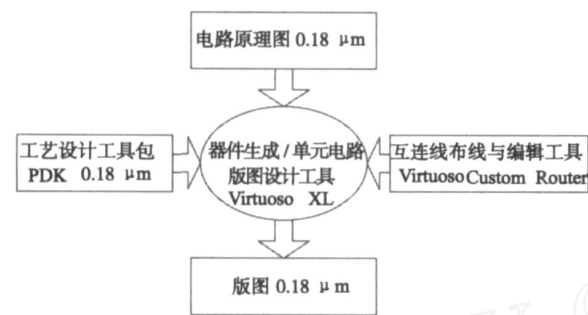 电路原理图 0.18 μm
工艺设计工具包
PDK 0.18 μm
器件生成/单元电路
版图设计工具
Virtuoso XL
互连线布线与编辑工具
Virtuoso Custom Router
版图 0.18 μm